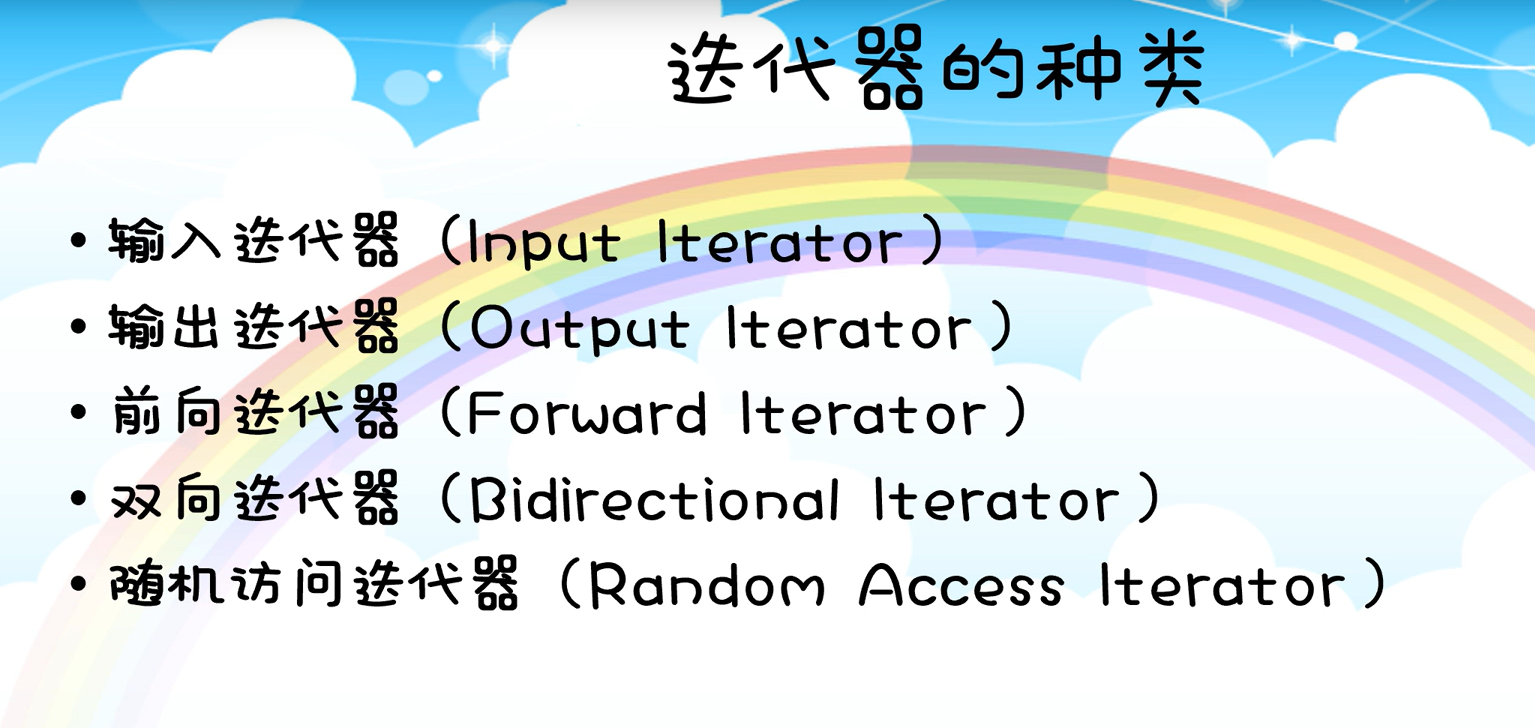 迭代器的种类
• 输入迭代器（Input Iterator）
• 输出迭代器（Output Iterator）
• 前向迭代器（Forward Iterator）
• 双向迭代器（Bidirectional Iterator）
• 随机访问迭代器（Random Access Iterator）